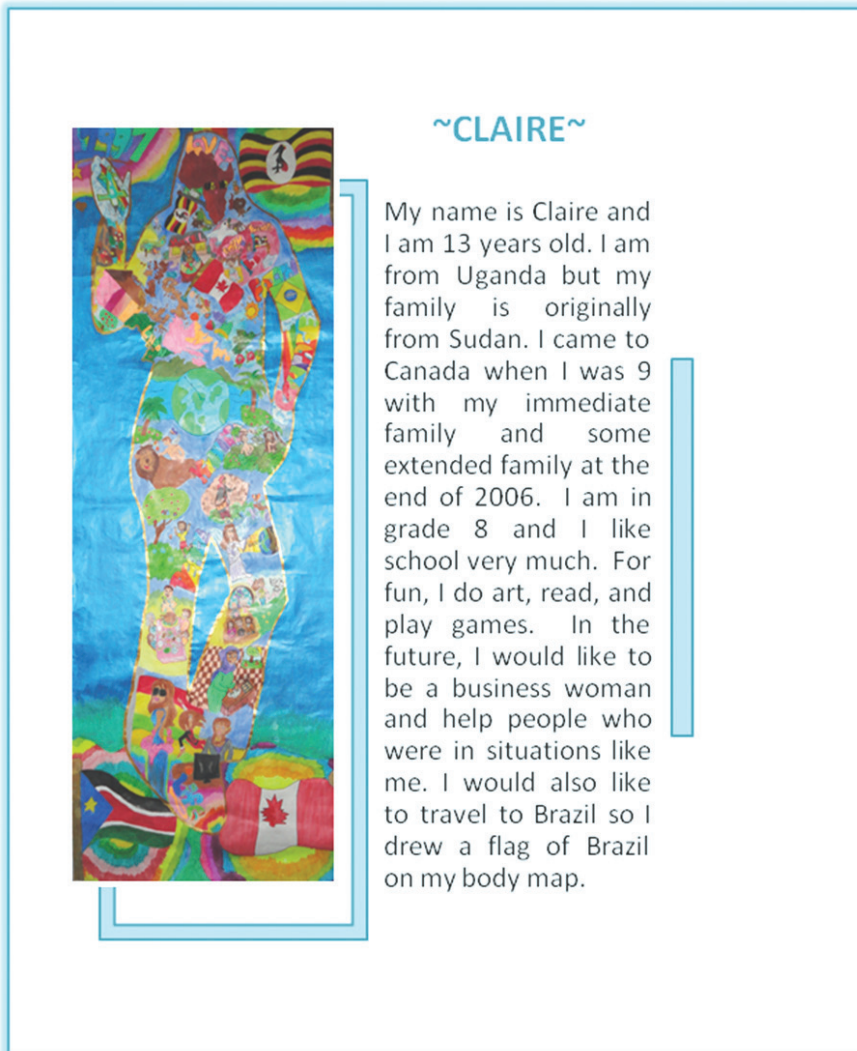 ~CLAIRE~
My name is Claire and
I am 13 years old. I am
from Uganda but my
family is originally
from Sudan. I came to
Canada when I was 9
with my immediate
family and some
extended family at the
end of 2006. I am in
grade 8 and I like
school very much. For
fun, I do art, read, and
play games. In the
future, I would like to
be a business woman
and help people who
were in situations like
me. I would also like
to travel to Brazil so I
drew a flag of Brazil
on my body map.